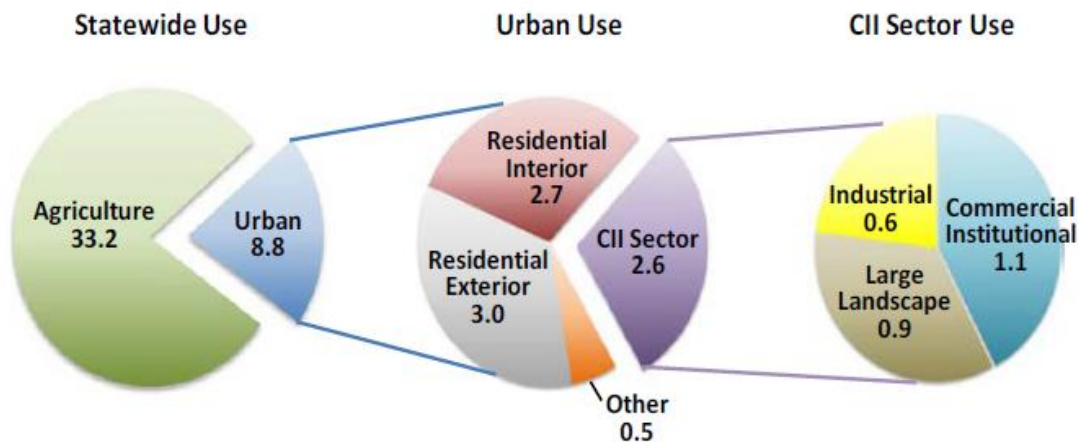 Statewide Use
Agriculture
33.2
Urban
8.8
Urban Use
Residential
Interior
2.7
Residential
Exterior
3.0
CII Sector
2.6
Other
0.5
CII Sector Use
Industrial
0.6
Commercial
Institutional
1.1
Large
Landscape
0.9